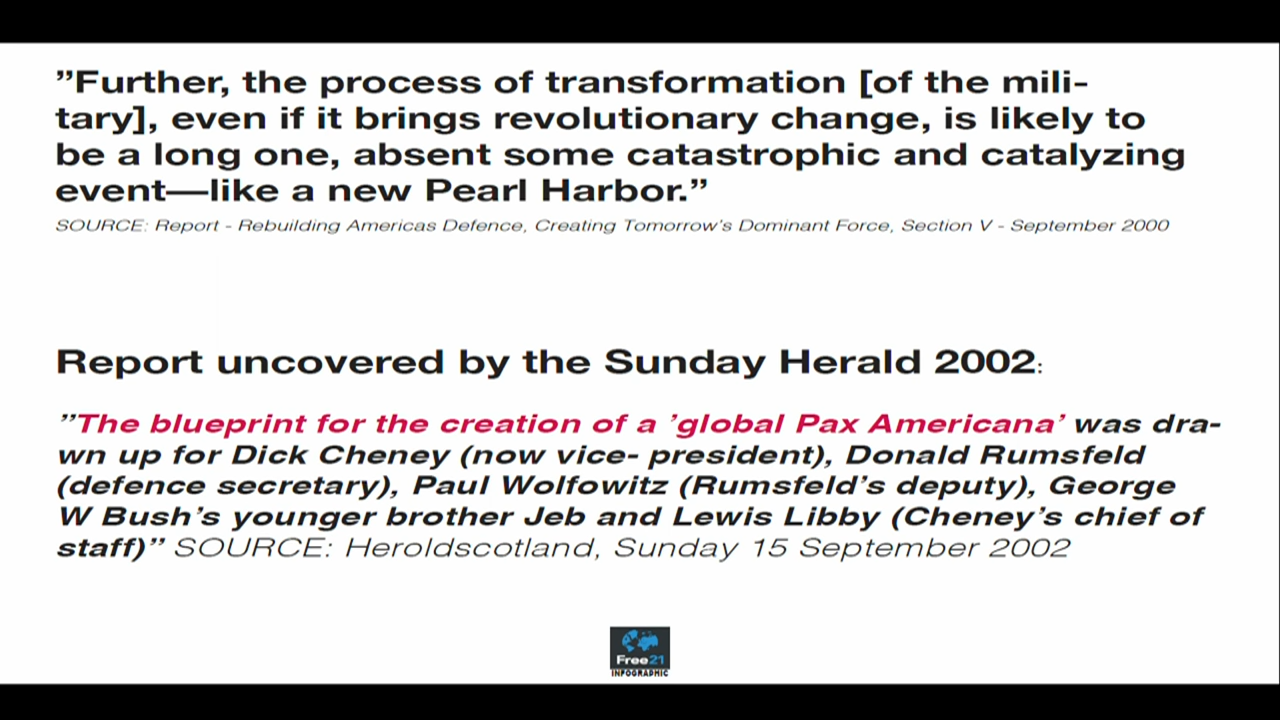 ”Further, the process of transformation [of the mili-
tary], even if it brings revolutionary change, is likely to
be a long one, absent some catastrophic and catalyzing
event—like a new Pearl Harbor.”
SOURCE: Report - Rebuilding Americas Defence, Creating Tomorrow’s Dominant Force, Section V - September 2000
Report uncovered by the Sunday Herald 2002:
”The blueprint for the creation of a ’global Pax Americana’ was dra-
wn up for Dick Cheney (now vice- president), Donald Rumsfeld
(defence secretary), Paul Wolfowitz (Rumsfeld’s deputy), George
W Bush’s younger brother Jeb and Lewis Libby (Cheney’s chief of
staff)” SOURCE: Heroldscotland, Sunday 15 September 2002
Free21
INFOGRAPHIC